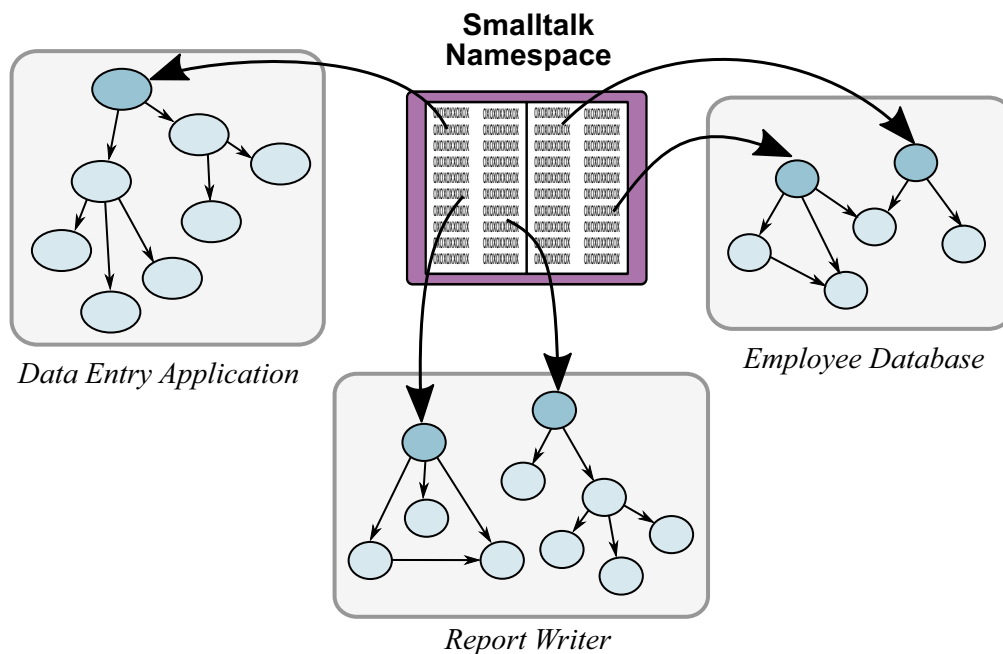 Smalltalk
Namespace
Data Entry Application
Employee Database
Report Writer